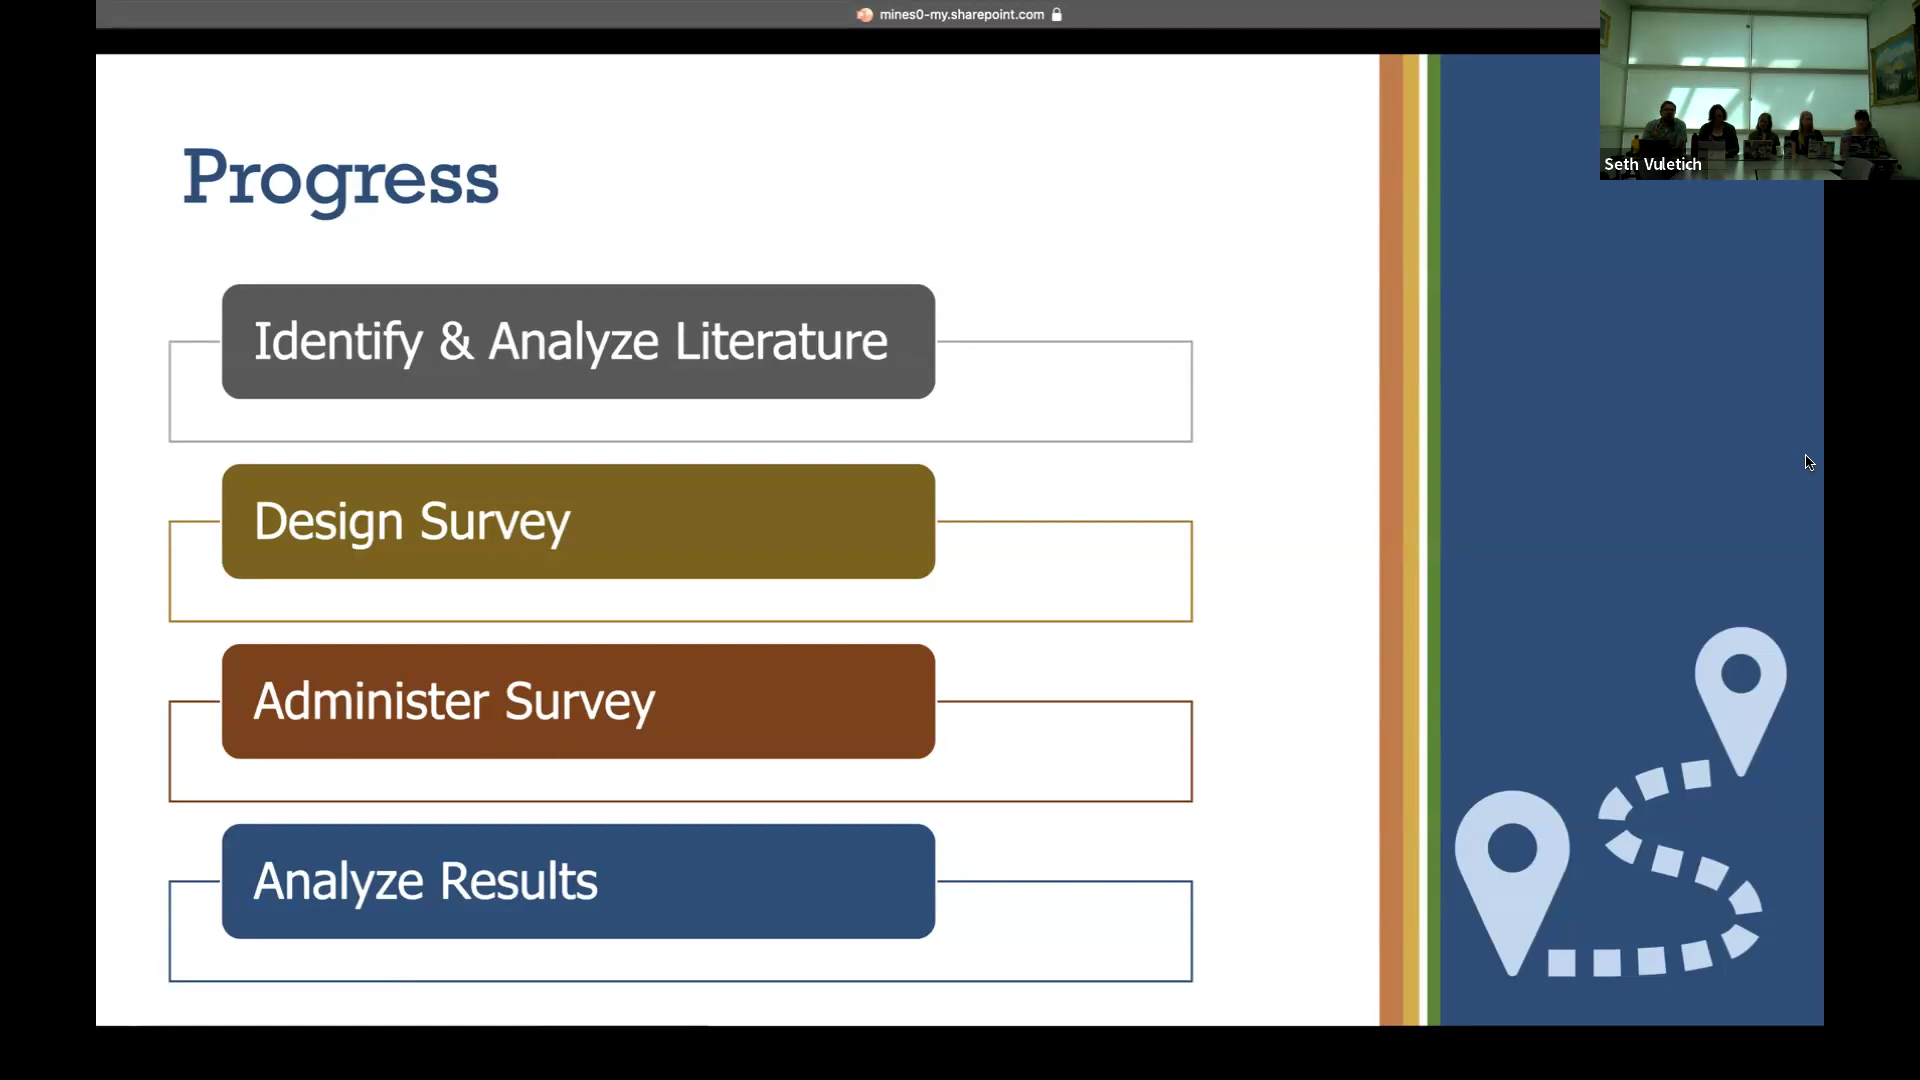 mines0-my.sharepoint.com
Seth Vuletich
Progress
Identify & Analyze Literature
Design Survey
Administer Survey
Analyze Results